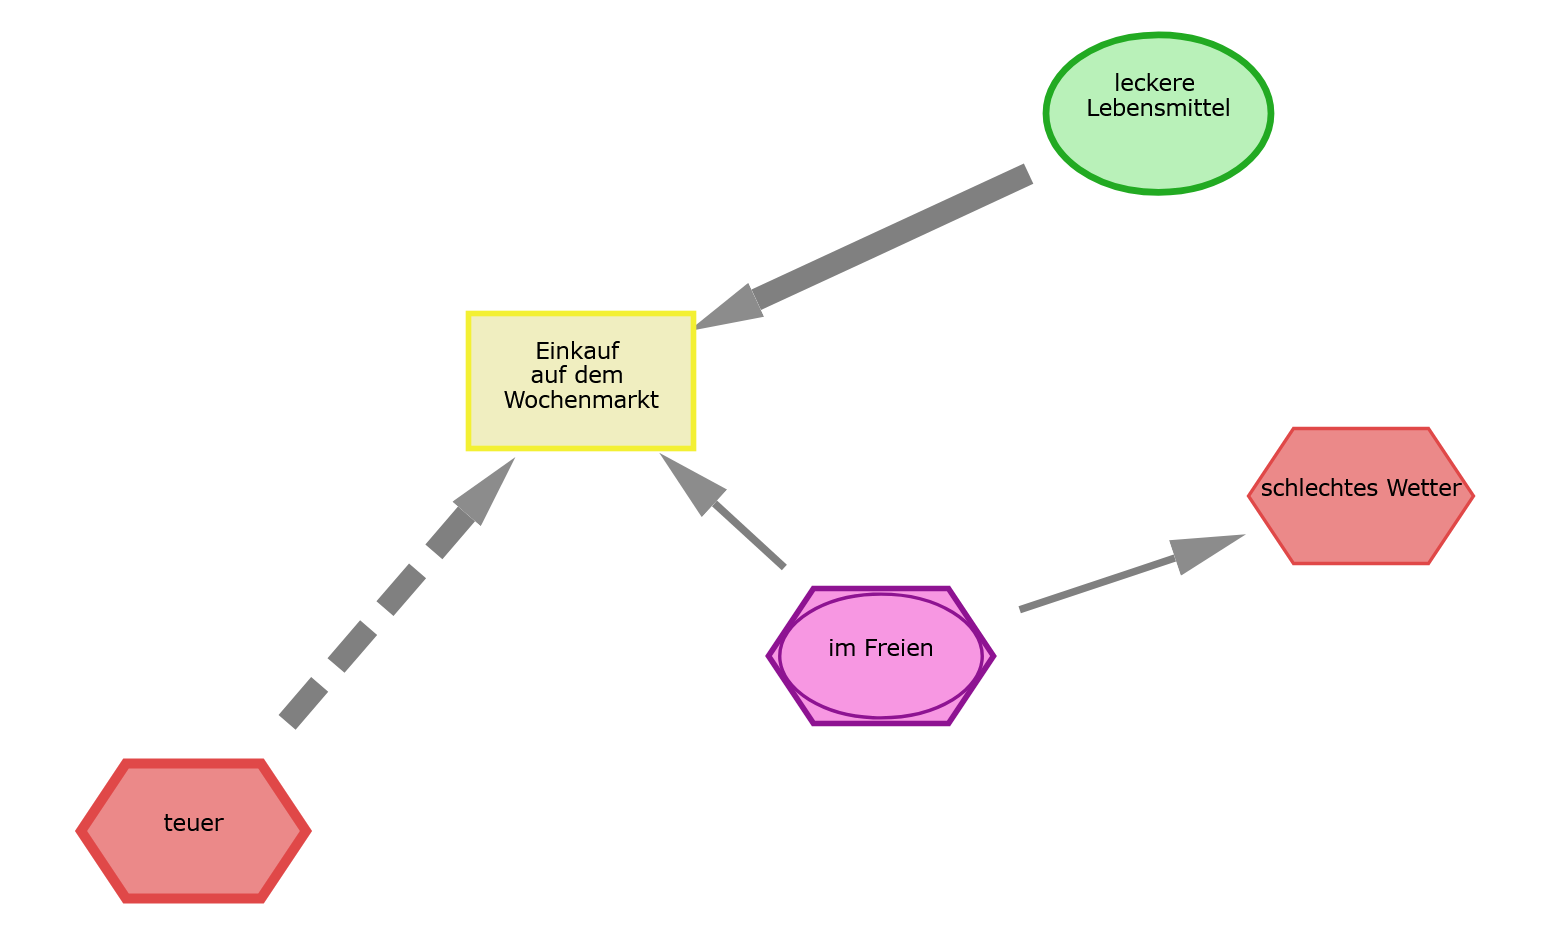 leckere
Lebensmittel
Einkauf
auf dem
Wochenmarkt
schlechtes Wetter
im Freien
teuer